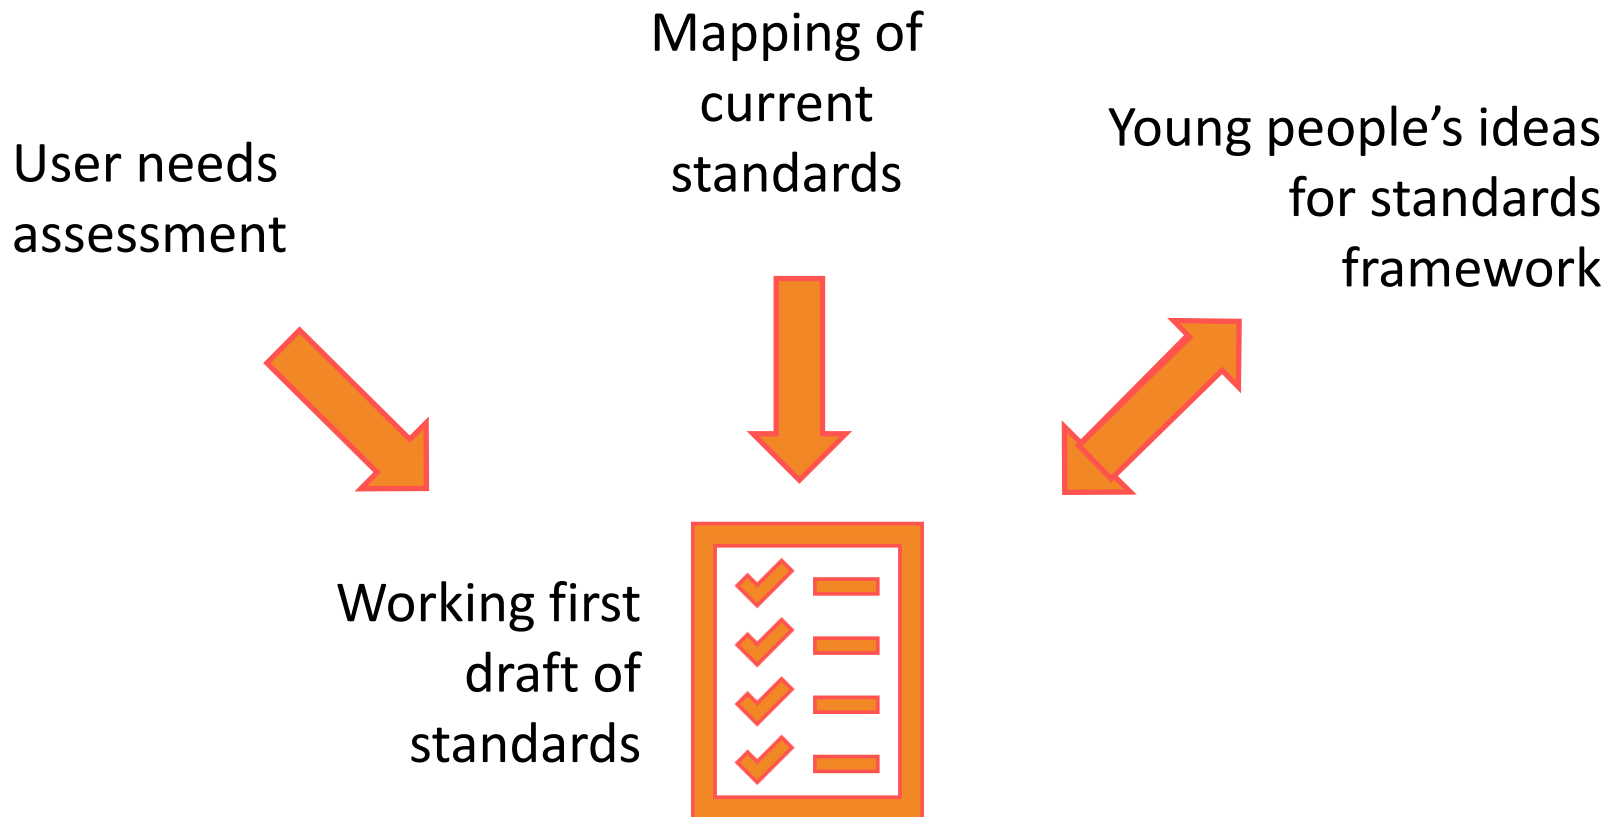 User needs
assessment
Mapping of
current
standards
Young people’s ideas
for standards
framework
Working first
draft of
standards